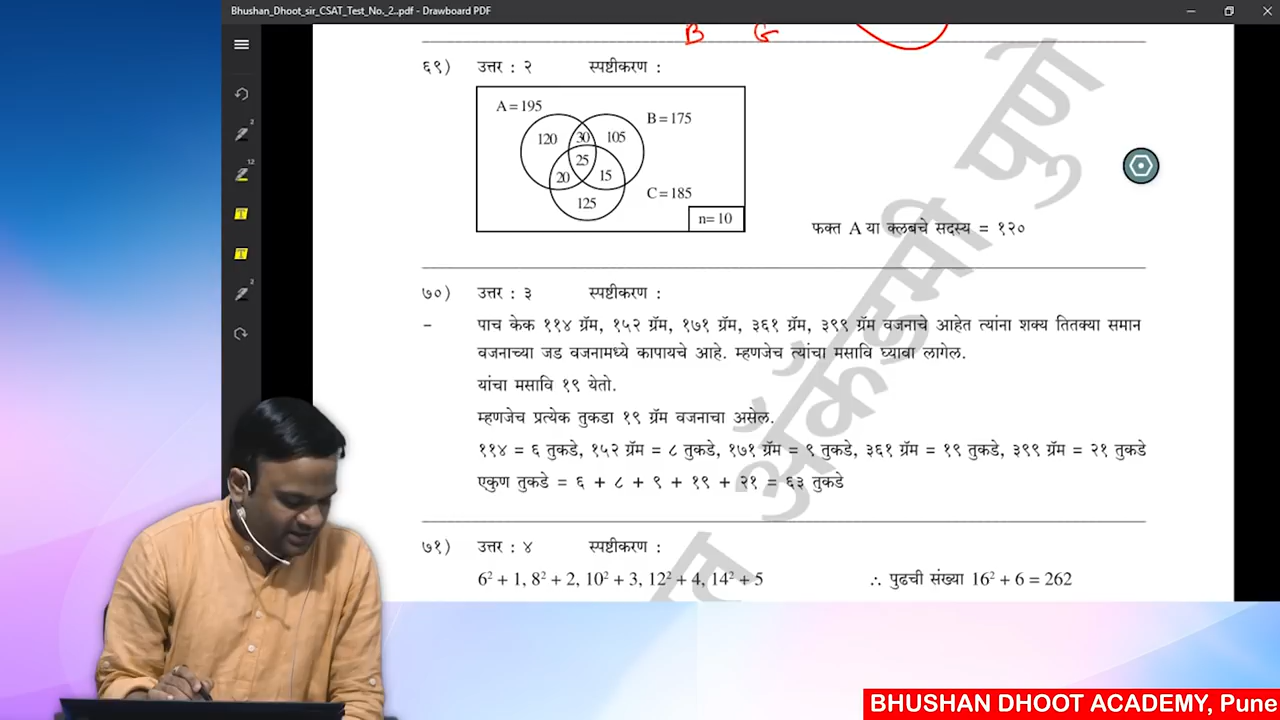 Bhushan_Dhoot_sir_CSAT_Test_No._2..pdf - Drawboard PDF
B G
६९) उत्तर : २ स्पष्टीकरण :
A = 195
B = 175
120 30 105
25
20 15
C = 185
125
n= 10
फक्त A या क्लबचे सदस्य = १२०
७०) उत्तर : ३ स्पष्टीकरण :
– पाच केक ११४ ग्रॅम, १५२ ग्रॅम, १७१ ग्रॅम, ३६१ ग्रॅम, ३९९ ग्रॅम वजनाचे आहेत त्यांना शक्य तितक्या समान
वजनाच्या जड वजनामध्ये कापायचे आहे. म्हणजेच त्यांचा मसावि घ्यावा लागेल.
यांचा मसावि १९ येतो.
म्हणजेच प्रत्येक तुकडा १९ ग्रॅम वजनाचा असेल.
११४ = ६ तुकडे, १५२ ग्रॅम = ८ तुकडे, १७१ ग्रॅम = ९ तुकडे, ३६१ ग्रॅम = १९ तुकडे, ३९९ ग्रॅम = २१ तुकडे
एकुण तुकडे = ६ + ८ + ९ + १९ + २१ = ६३ तुकडे
७१) उत्तर : ४ स्पष्टीकरण :
6² + 1, 8² + 2, 10² + 3, 12² + 4, 14² + 5 ∴ पुढची संख्या 16² + 6 = 262
अ‍ॅकॅडमी पुणे
2
12
T
T
2
BHUSHAN DHOOT ACADEMY, Pune